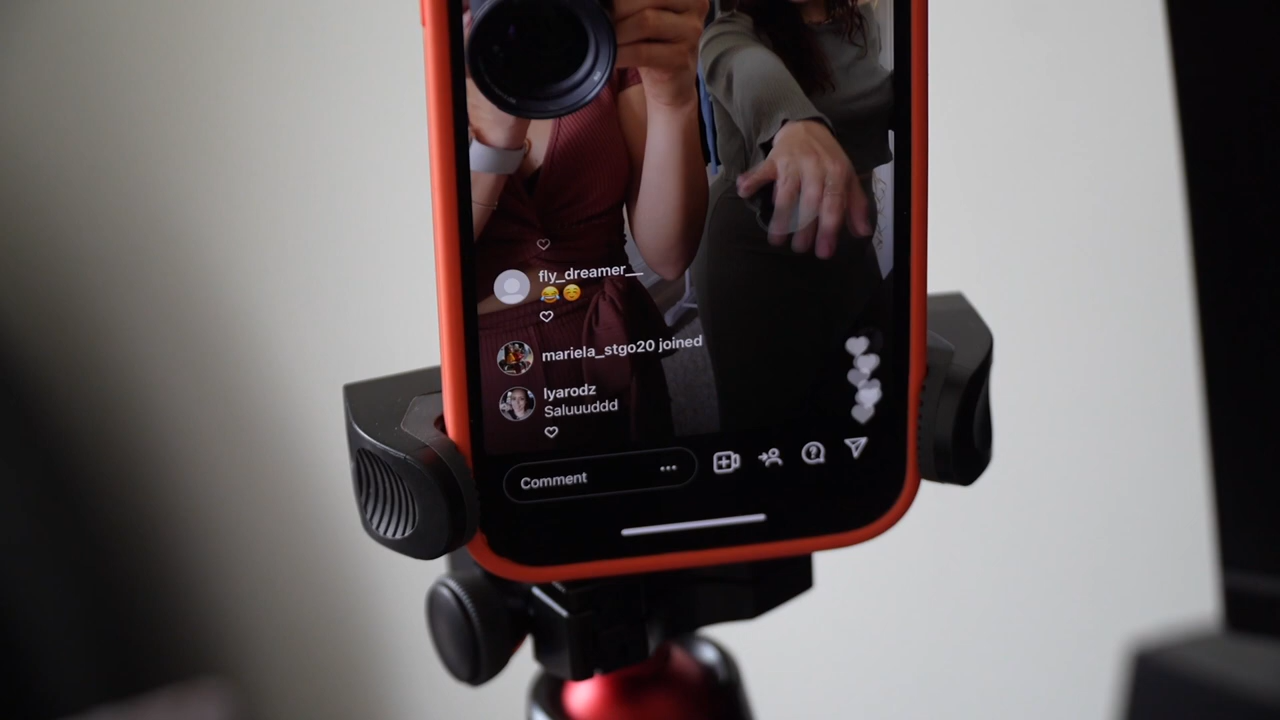 fly_dreamer__
😂☺️
mariela_stgo20 joined
lyarodz
Saluuuddd
Comment